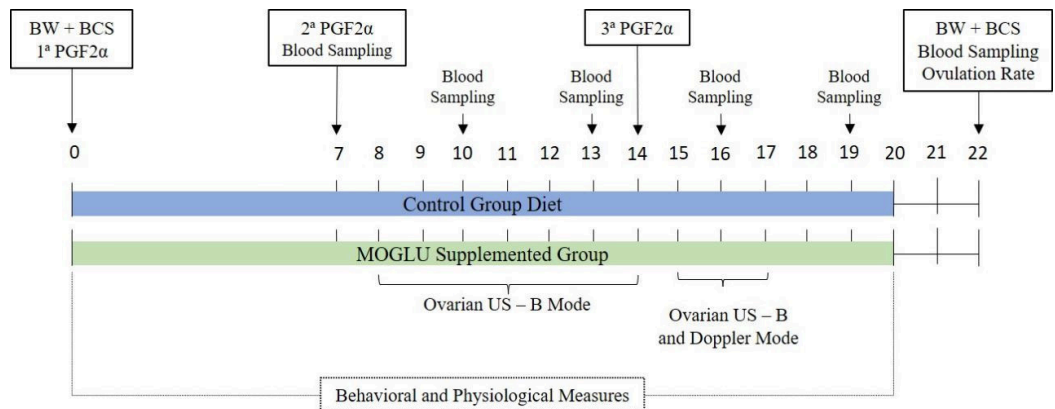 BW + BCS
1ª PGF2α
2ª PGF2α
Blood Sampling
3ª PGF2α
BW + BCS
Blood Sampling
Ovulation Rate
Blood
Sampling
Blood
Sampling
Blood
Sampling
Blood
Sampling
0 7 8 9 10 11 12 13 14 15 16 17 18 19 20 21 22
Control Group Diet
MOGLU Supplemented Group
Ovarian US – B Mode
Ovarian US – B
and Doppler Mode
Behavioral and Physiological Measures